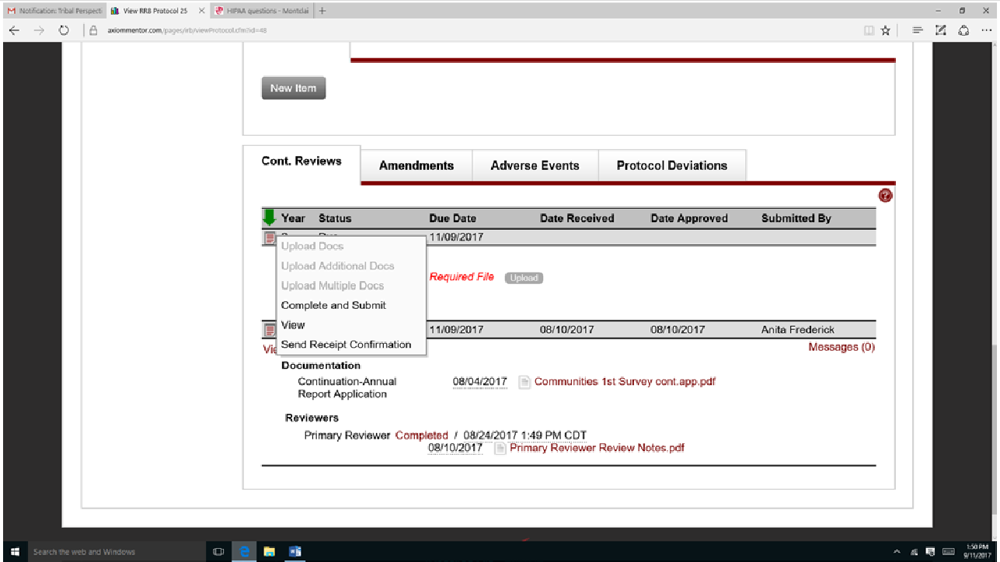 Notification: Tribal Perspecti
View RRB Protocol 25
HIPAA questions - Montclai
axiommentor.com/pages/irb/viewProtocol.cfm?id=48
New Item
Cont. Reviews Amendments Adverse Events Protocol Deviations
Year Status Due Date Date Received Date Approved Submitted By
11/09/2017
Upload Docs
Upload Additional Docs
Required File Upload
Upload Multiple Docs
Complete and Submit
View
11/09/2017 08/10/2017 08/10/2017 Anita Frederick
Send Receipt Confirmation
Messages (0)
Documentation
Continuation-Annual 08/04/2017 Communities 1st Survey cont.app.pdf
Report Application
Reviewers
Primary Reviewer Completed / 08/24/2017 1:49 PM CDT
08/10/2017 Primary Reviewer Review Notes.pdf
Search the web and Windows
1:50 PM
9/11/2017